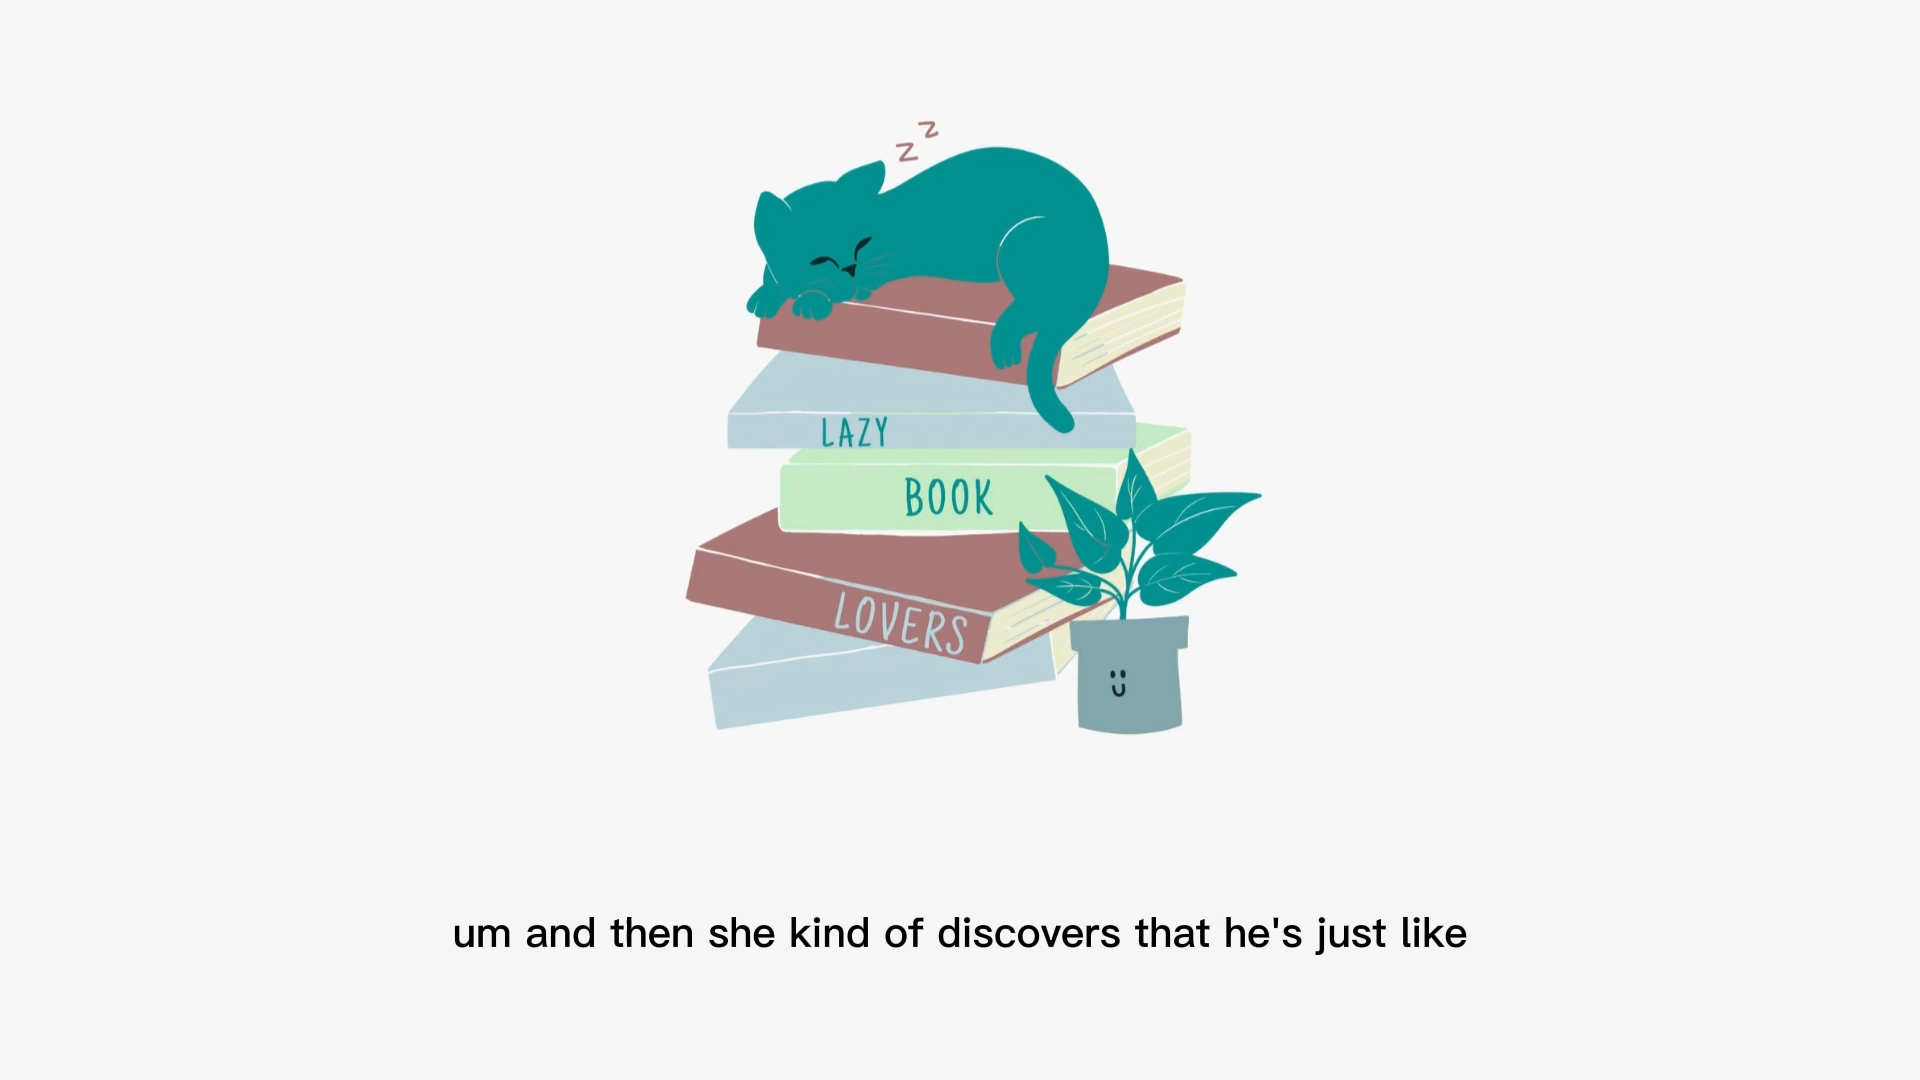 z
z
LAZY
BOOK
LOVERS
um and then she kind of discovers that he's just like